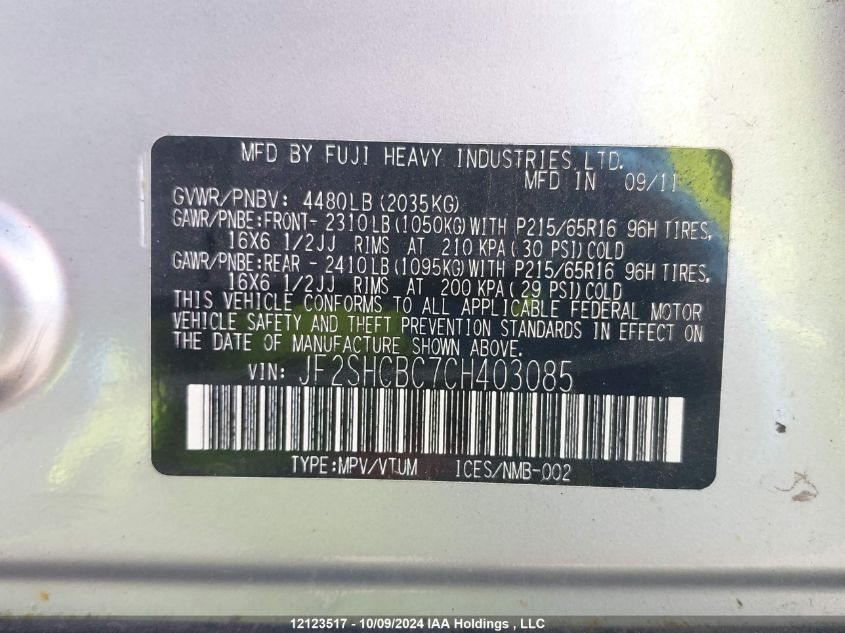 MFD BY FUJI HEAVY INDUSTRIES LTD.
MFD IN 09/11
GVWR/PNBV: 4480LB (2035KG)
GAWR/PNBE:FRONT- 2310LB (1050KG) WITH P215/65R16 96H TIRES,
16X6 1/2JJ RIMS AT 210 KPA (30 PSI) COLD
GAWR/PNBE:REAR - 2410LB (1095KG) WITH P215/65R16 96H TIRES,
16X6 1/2JJ RIMS AT 200 KPA (29 PSI) COLD
THIS VEHICLE CONFORMS TO ALL APPLICABLE FEDERAL MOTOR
VEHICLE SAFETY AND THEFT PREVENTION STANDARDS IN EFFECT ON
THE DATE OF MANUFACTURE SHOWN ABOVE.
VIN: JF2SHCBC7CH403085
TYPE:MPV/VTUM ICES/NMB-002
12123517 - 10/09/2024 IAA Holdings , LLC